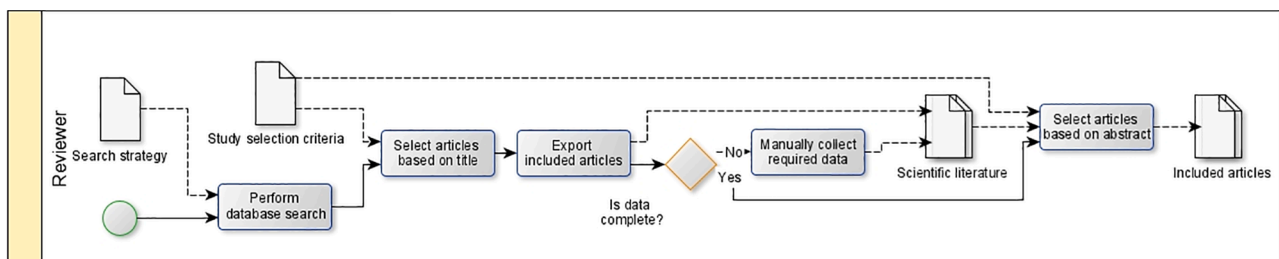 Reviewer
Search strategy
Study selection criteria
Perform
database search
Select articles
based on title
Export
included articles
Is data
complete?
No
Yes
Manually collect
required data
Scientific literature
Select articles
based on abstract
Included articles